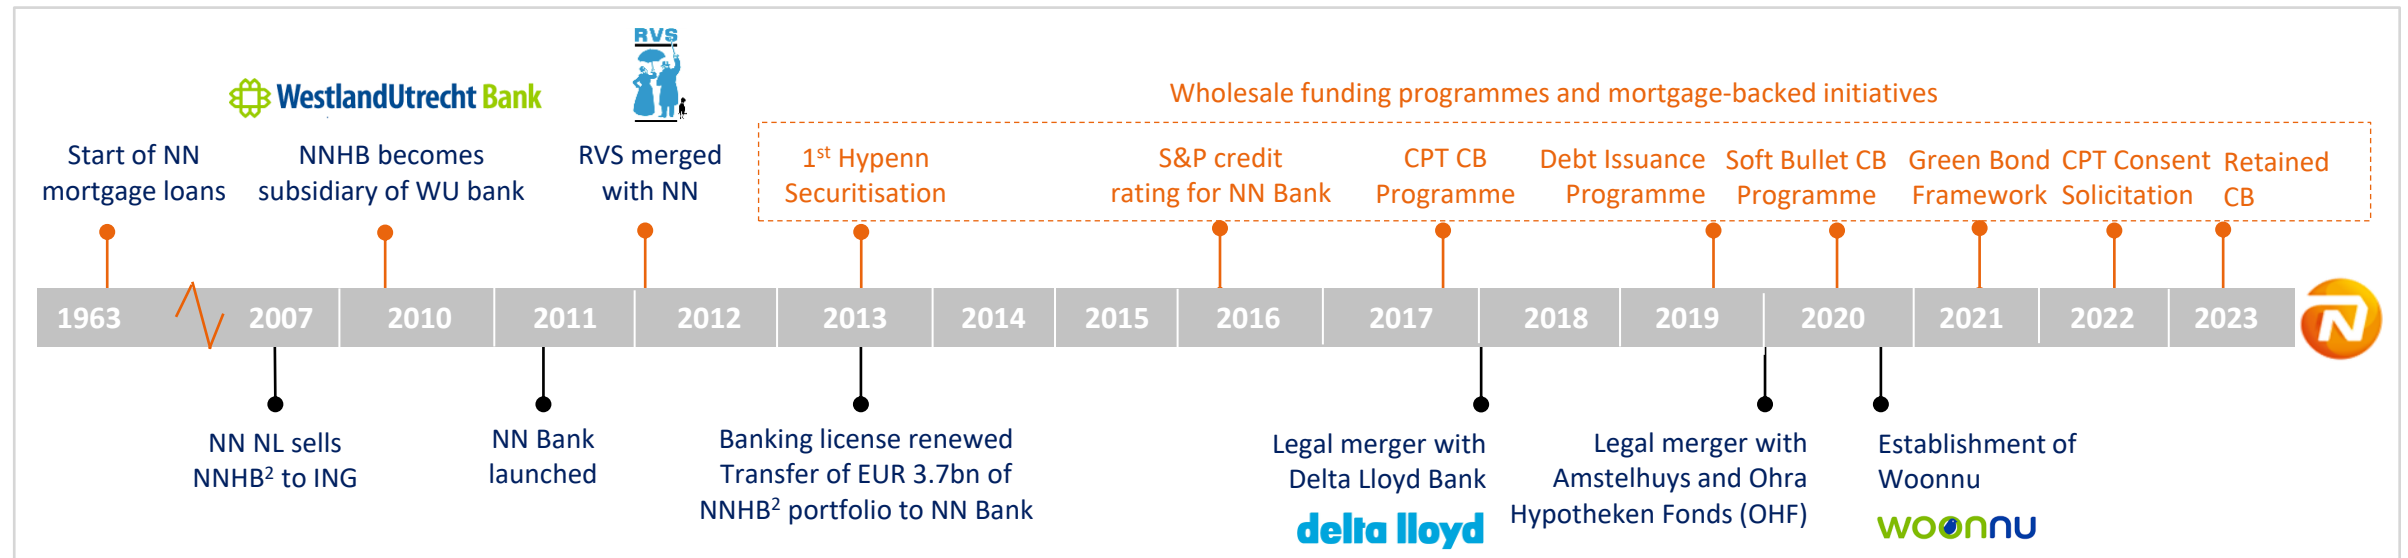 RVS
WestlandUtrecht Bank
Wholesale funding programmes and mortgage-backed initiatives
Start of NN
mortgage loans
NNHB becomes
subsidiary of WU bank
RVS merged
with NN
1st Hypenn
Securitisation
S&P credit
rating for NN Bank
CPT CB
Programme
Debt Issuance
Programme
Soft Bullet CB
Programme
Green Bond
Framework
CPT Consent
Solicitation
Retained
CB
1963
2007
2010
2011
2012
2013
2014
2015
2016
2017
2018
2019
2020
2021
2022
2023
N
NN NL sells
NNHB2 to ING
NN Bank
launched
Banking license renewed
Transfer of EUR 3.7bn of
NNHB2 portfolio to NN Bank
Legal merger with
Delta Lloyd Bank
delta lloyd
Legal merger with
Amstelhuys and Ohra
Hypotheken Fonds (OHF)
Establishment of
Woonnu
woonnu